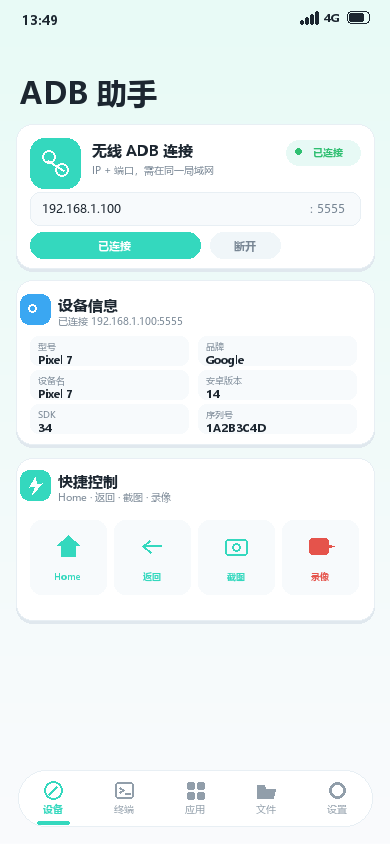 13:49 4G
ADB 助手
无线 ADB 连接
已连接
IP + 端口，需在同一局域网
192.168.1.100 : 5555
已连接 断开
设备信息
已连接 192.168.1.100:5555
型号 品牌
Pixel 7 Google
设备名 安卓版本
Pixel 7 14
SDK 序列号
34 1A2B3C4D
快捷控制
Home · 返回 · 截图 · 录像
Home 返回 截图 录像
设备 终端 应用 文件 设置